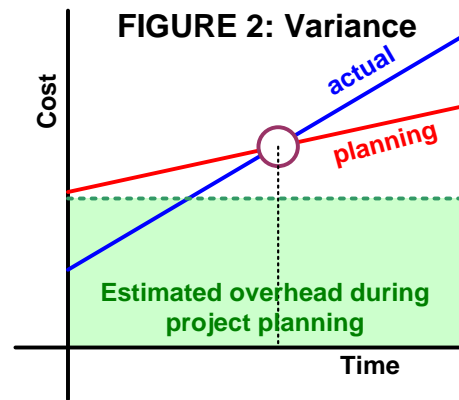 FIGURE 2: Variance
actual
Cost
planning
Estimated overhead during
project planning
Time